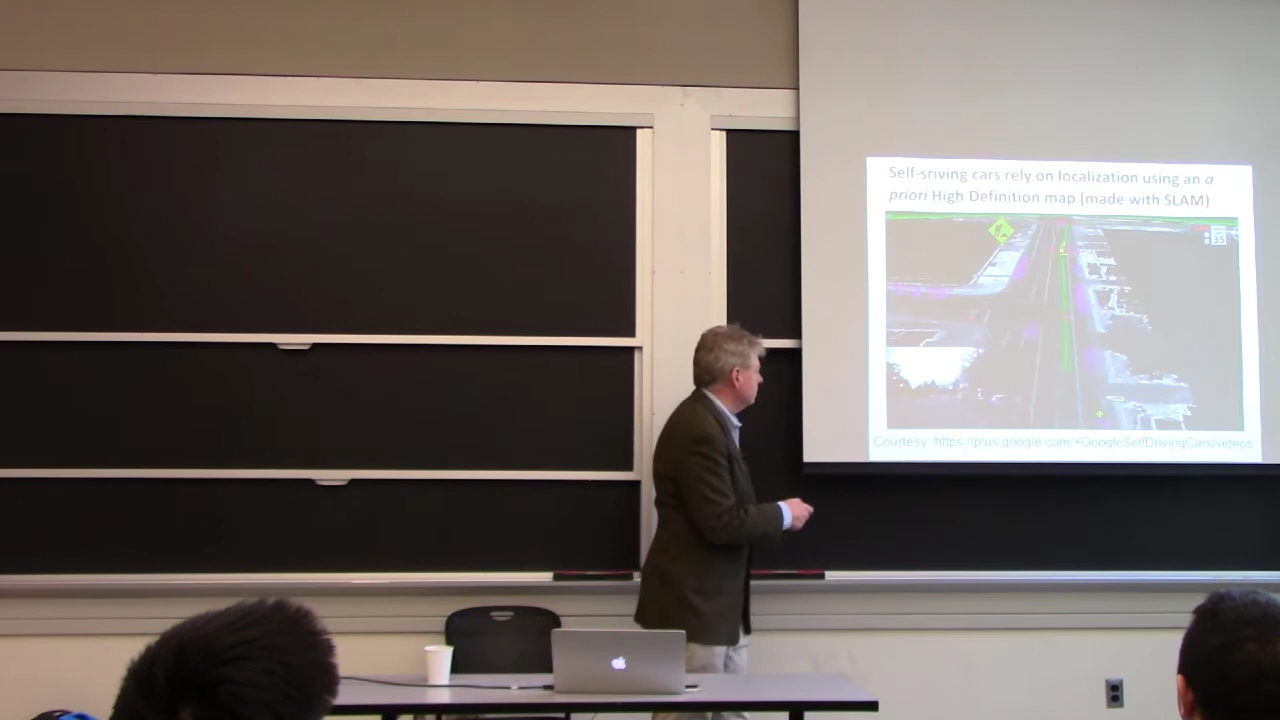 Self-sriving cars rely on localization using an a
priori High Definition map (made with SLAM)
35
Courtesy: https://plus.google.com/+GoogleSelfDrivingCars/videos